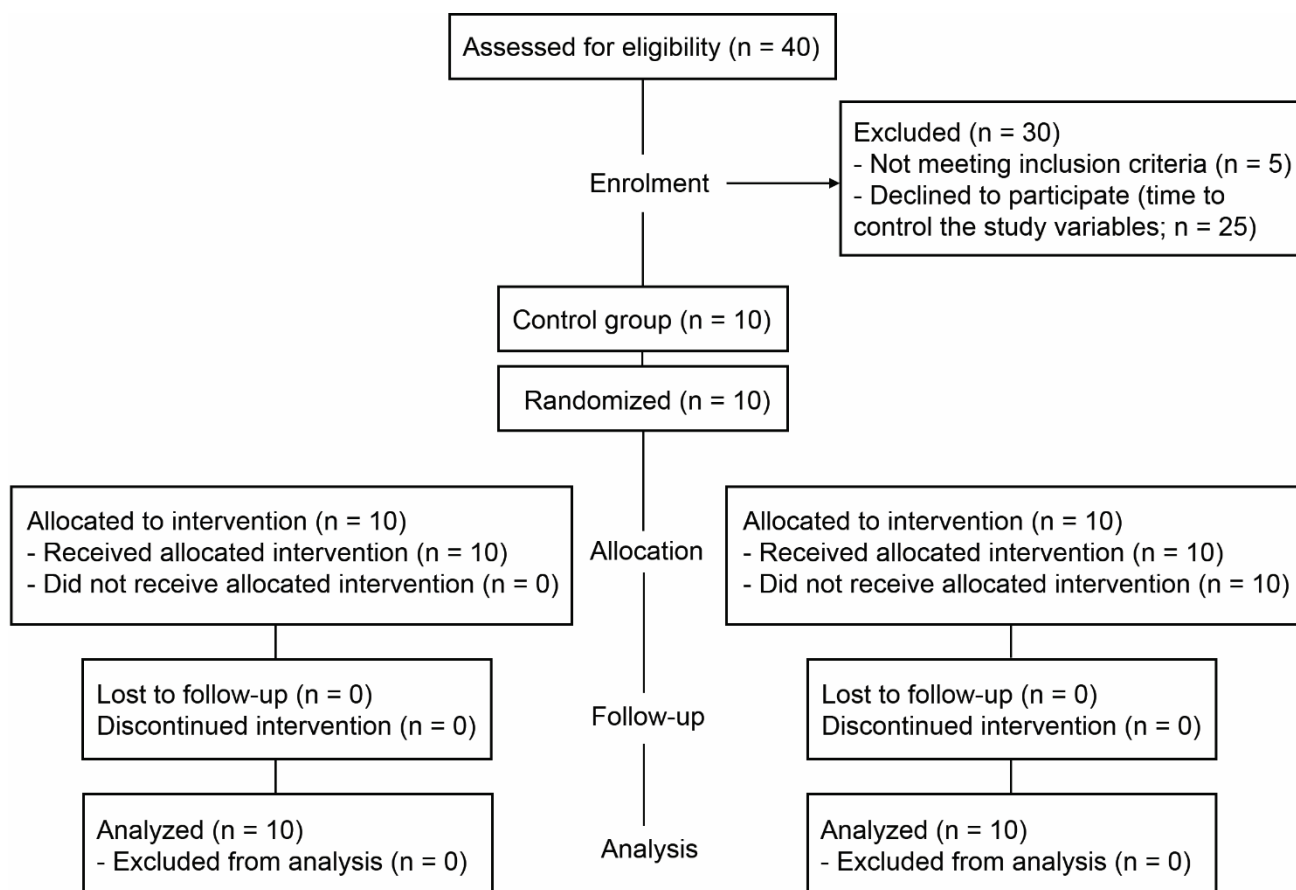 Assessed for eligibility (n = 40)
Excluded (n = 30)
- Not meeting inclusion criteria (n = 5)
- Declined to participate (time to
control the study variables; n = 25)
Enrolment
Control group (n = 10)
Randomized (n = 10)
Allocated to intervention (n = 10)
- Received allocated intervention (n = 10)
- Did not receive allocated intervention (n = 0)
Allocation
Allocated to intervention (n = 10)
- Received allocated intervention (n = 10)
- Did not receive allocated intervention (n = 10)
Lost to follow-up (n = 0)
Discontinued intervention (n = 0)
Follow-up
Lost to follow-up (n = 0)
Discontinued intervention (n = 0)
Analyzed (n = 10)
- Excluded from analysis (n = 0)
Analysis
Analyzed (n = 10)
- Excluded from analysis (n = 0)